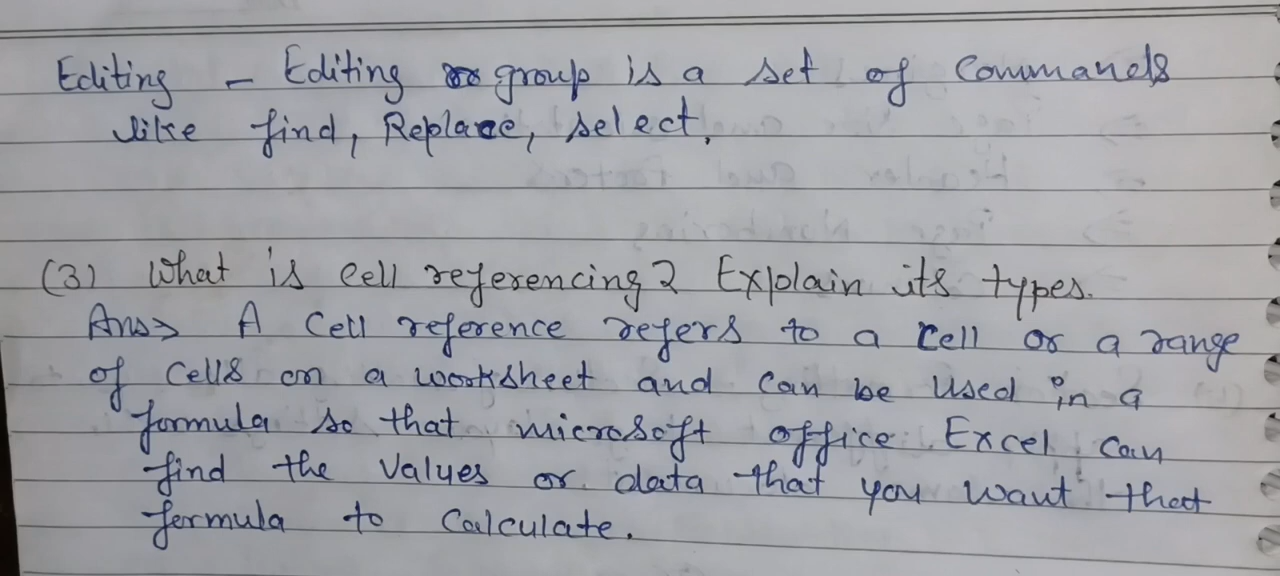 Editing - Editing group is a set of commands
like find, Replace, select.
(3) What is cell referencing? Explain its types.
Ans> A Cell reference refers to a cell or a range
of cells on a worksheet and can be used in a
formula so that microsoft office Excel can
find the values or data that you want that
formula to calculate.